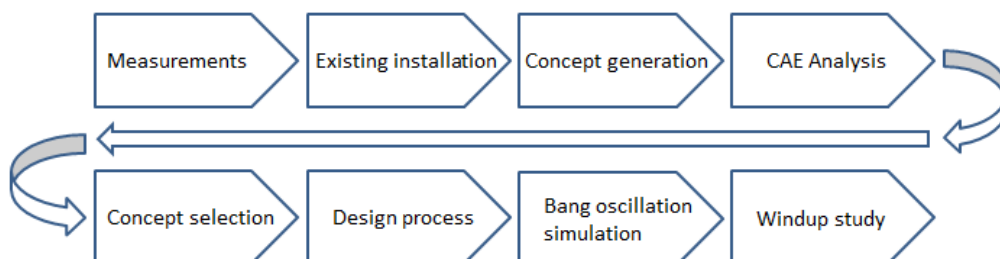 Measurements
Existing installation
Concept generation
CAE Analysis
Concept selection
Design process
Bang oscillation
simulation
Windup study